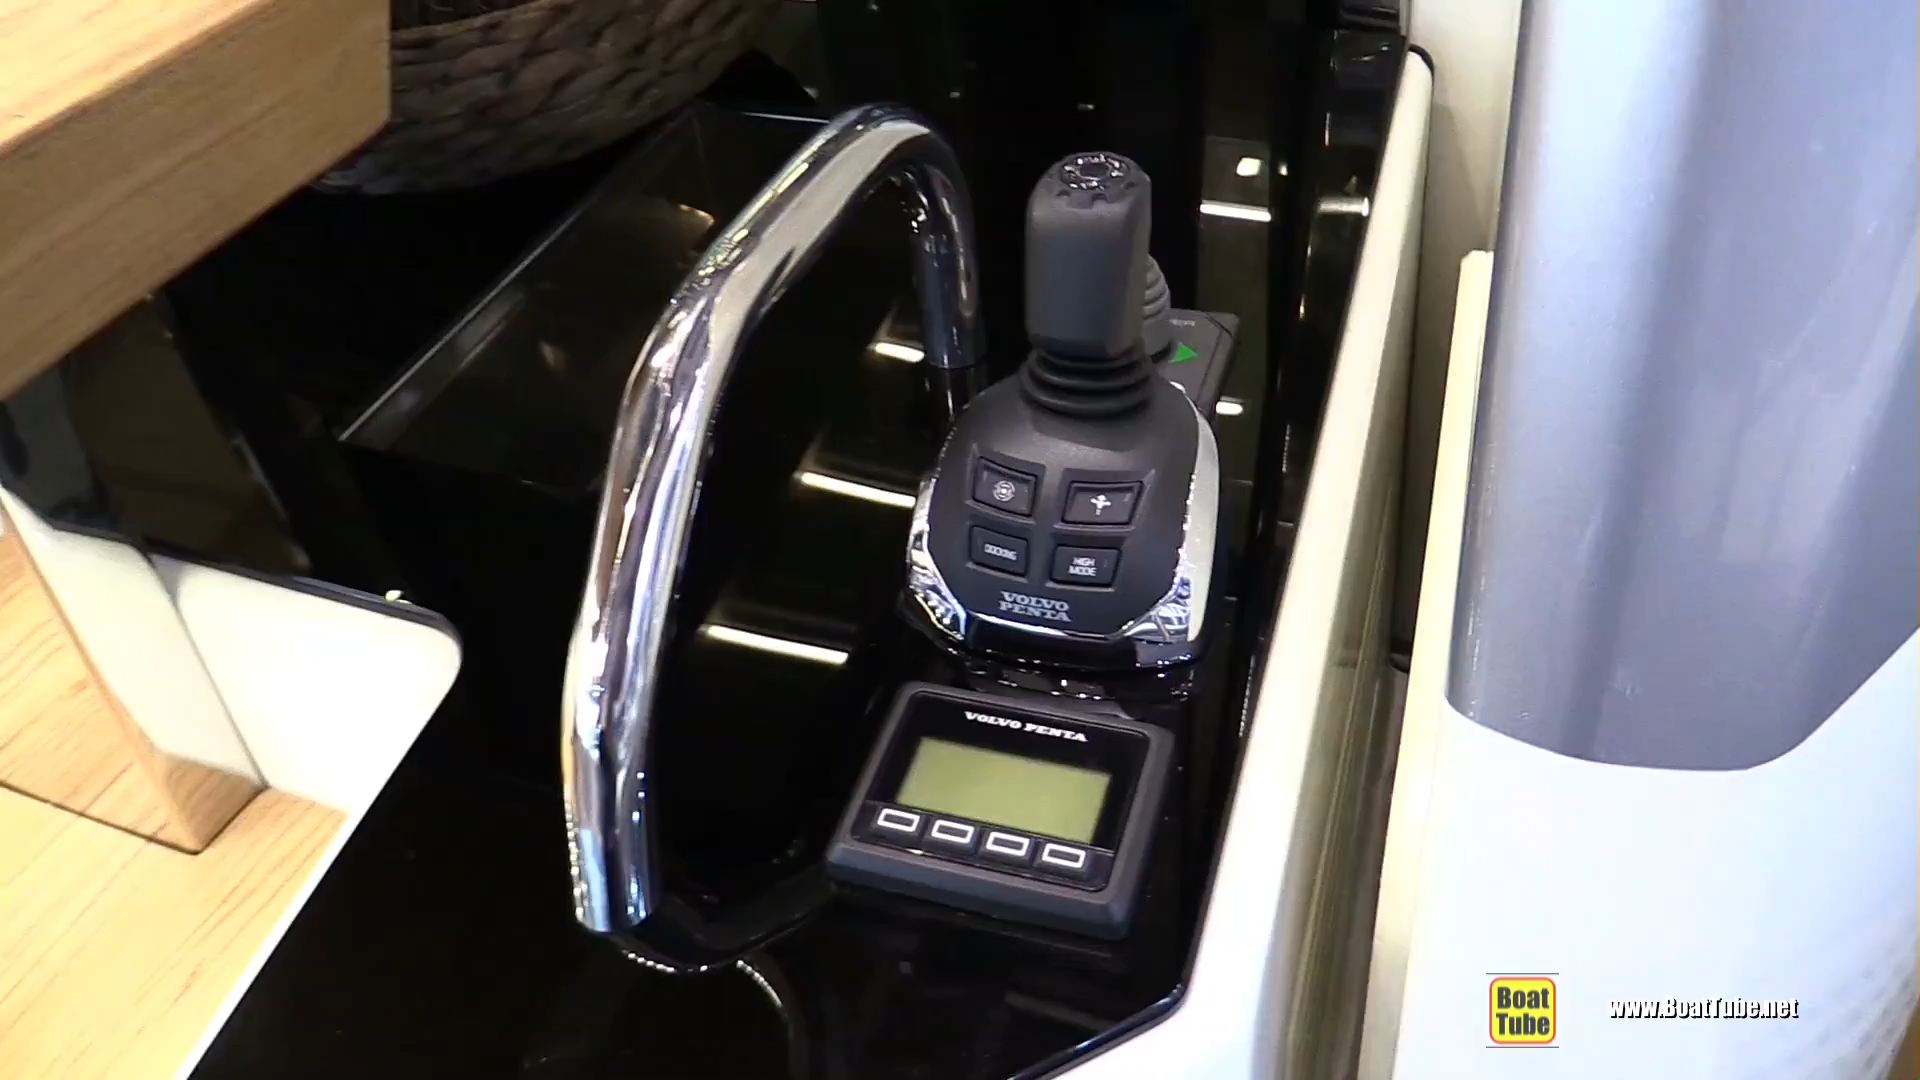 DOCKING
HIGH
MODE
VOLVO
PENTA
VOLVO PENTA
Boat
Tube
www.BoatTube.net